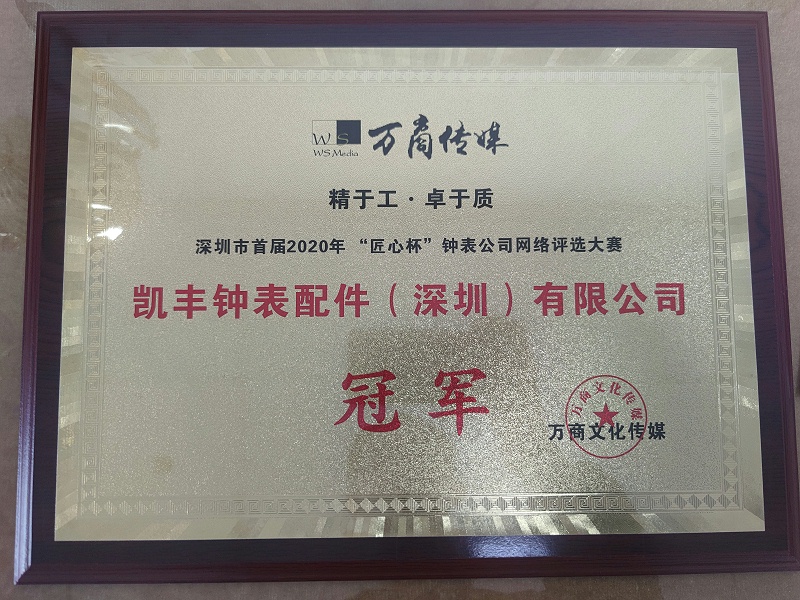 WS 万商传媒
WS Media
精于工·卓于质
深圳市首届2020年“匠心杯”钟表公司网络评选大赛
凯丰钟表配件（深圳）有限公司
冠军
万商文化传媒
万商文化传媒